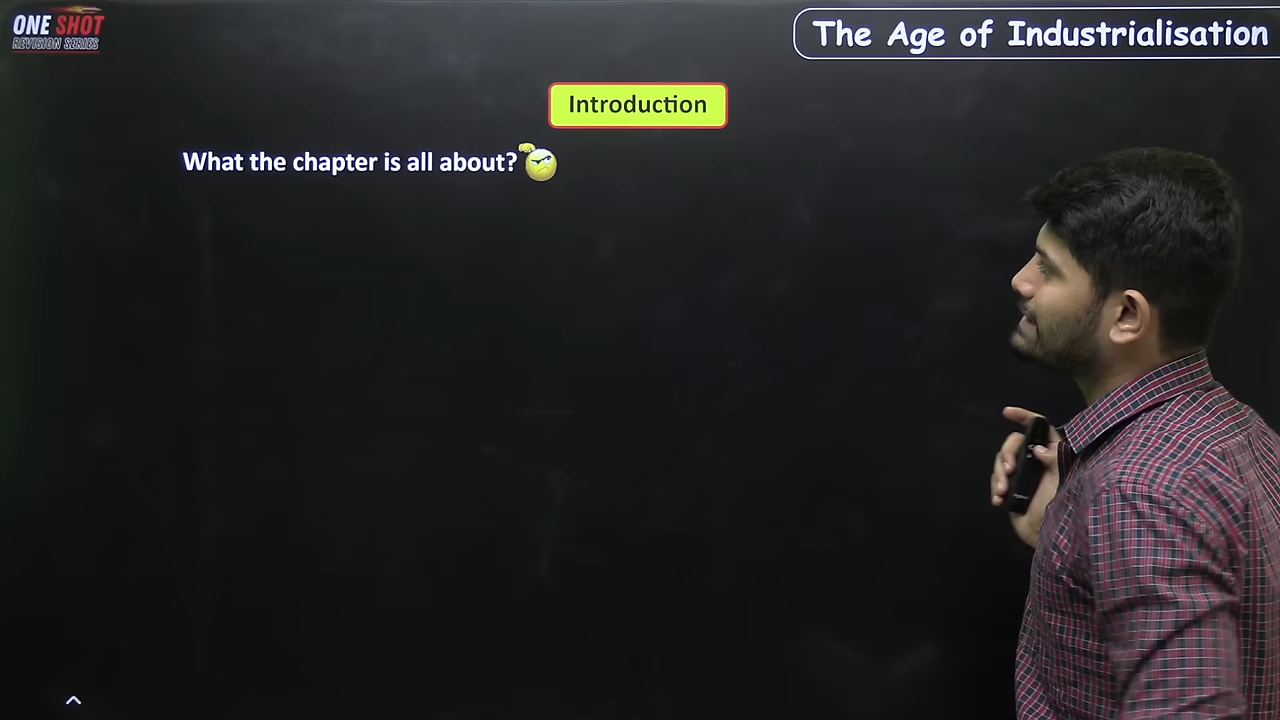 ONE SHOT
REVISION SERIES
The Age of Industrialisation
Introduction
What the chapter is all about?